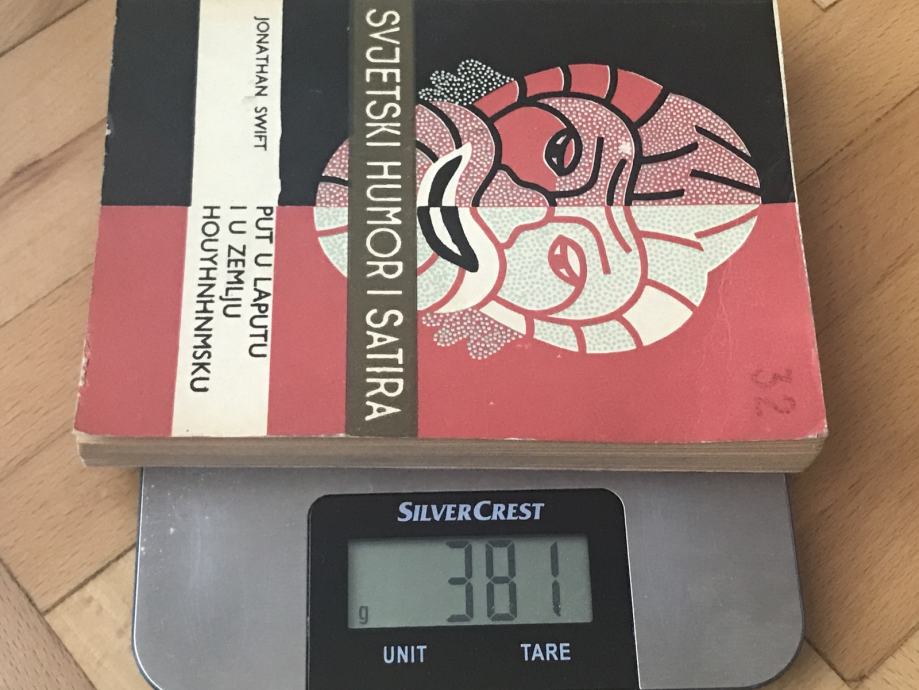 JONATHAN SWIFT
PUT U LAPUTU
I U ZEMLJU
HOUYHNHNMSKU
SVJETSKI HUMOR I SATIRA
32
SILVERCREST
381
g
UNIT TARE